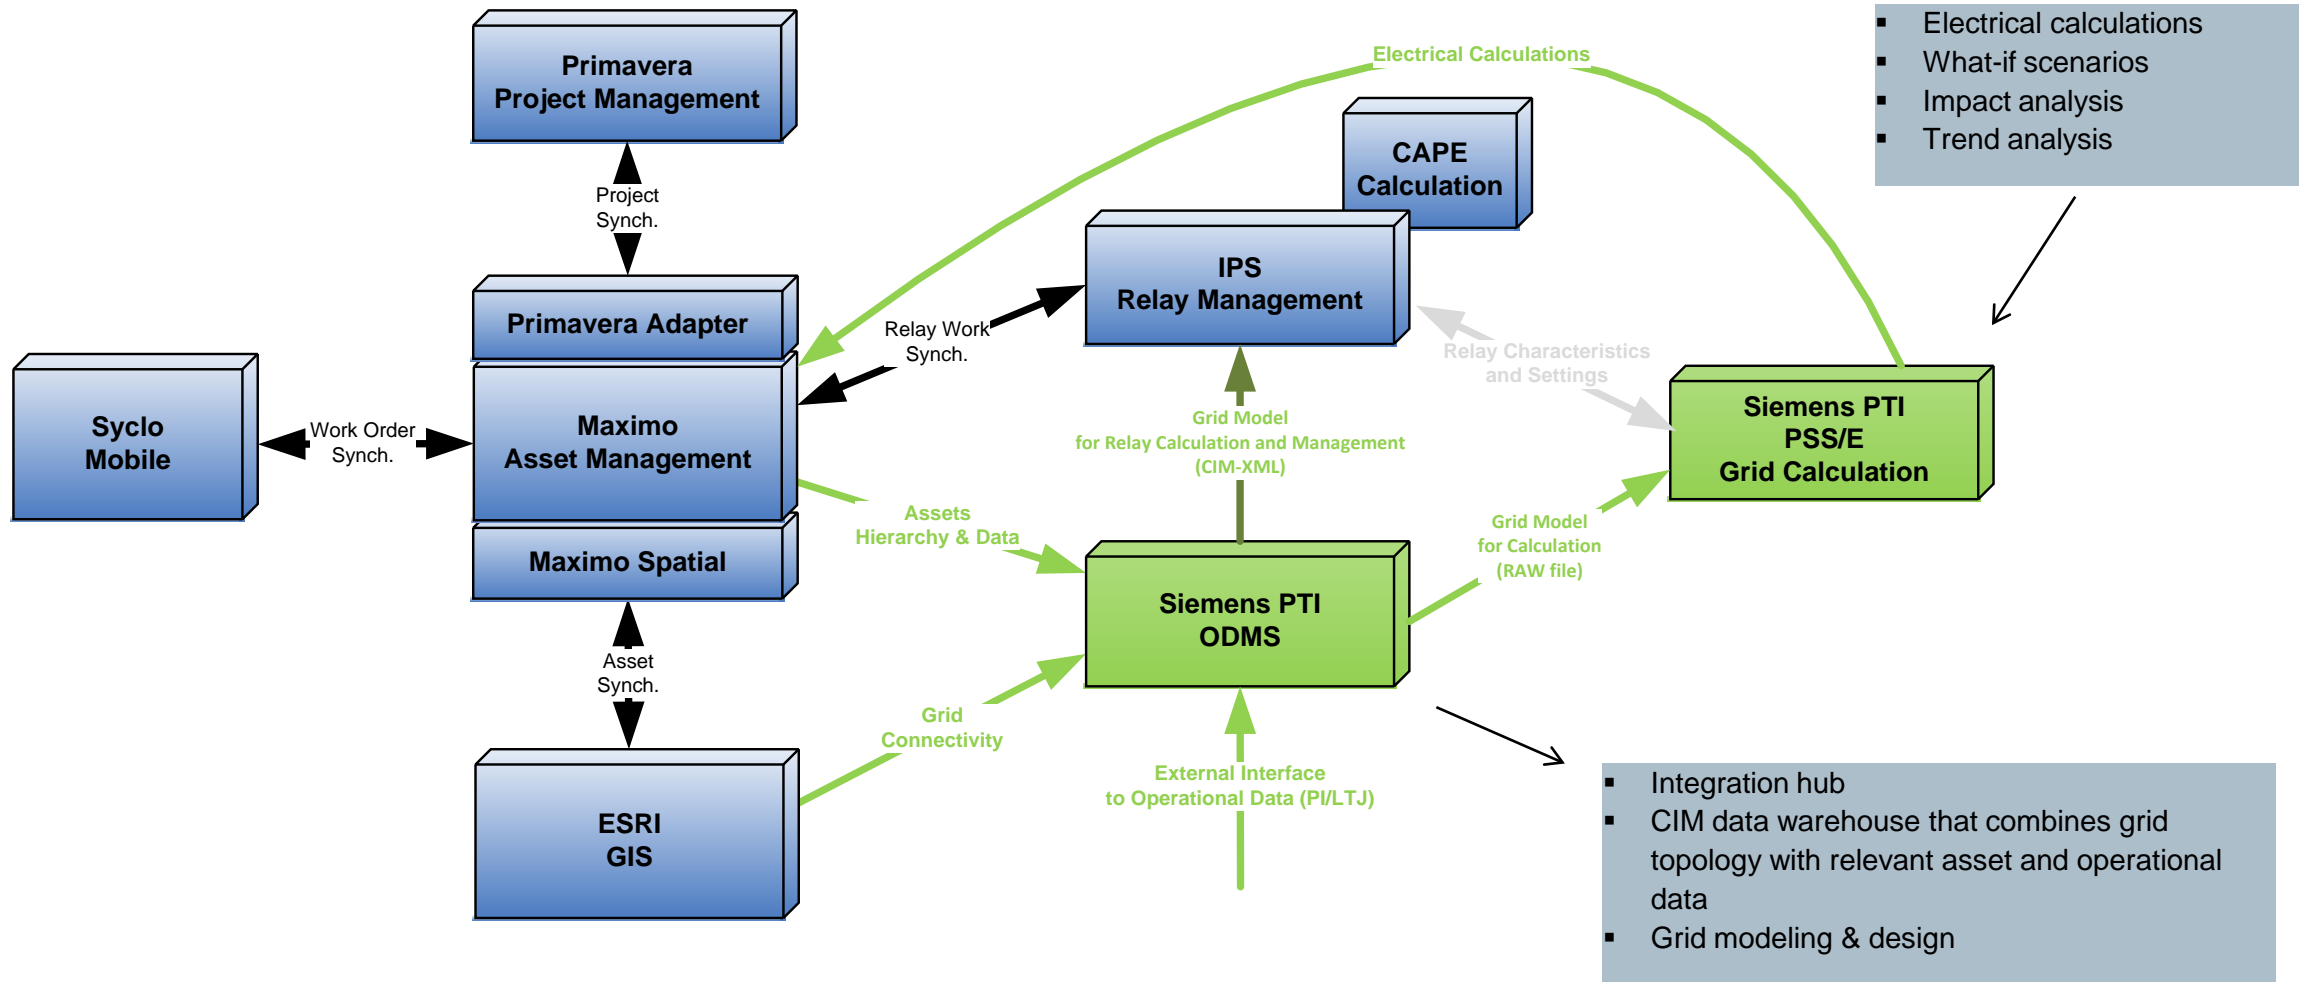 Primavera
Project Management
Project
Synch.
Primavera Adapter
Maximo
Asset Management
Maximo Spatial
Syclo
Mobile
Work Order
Synch.
Asset
Synch.
ESRI
GIS
Electrical Calculations
CAPE
Calculation
IPS
Relay Management
Relay Work
Synch.
Relay Characteristics
and Settings
Grid Model
for Relay Calculation and Management
(CIM-XML)
Siemens PTI
PSS/E
Grid Calculation
Assets
Hierarchy & Data
Grid Model
for Calculation
(RAW file)
Siemens PTI
ODMS
Grid
Connectivity
External Interface
to Operational Data (PI/LTJ)
▪ Electrical calculations
▪ What-if scenarios
▪ Impact analysis
▪ Trend analysis
▪ Integration hub
▪ CIM data warehouse that combines grid
topology with relevant asset and operational
data
▪ Grid modeling & design